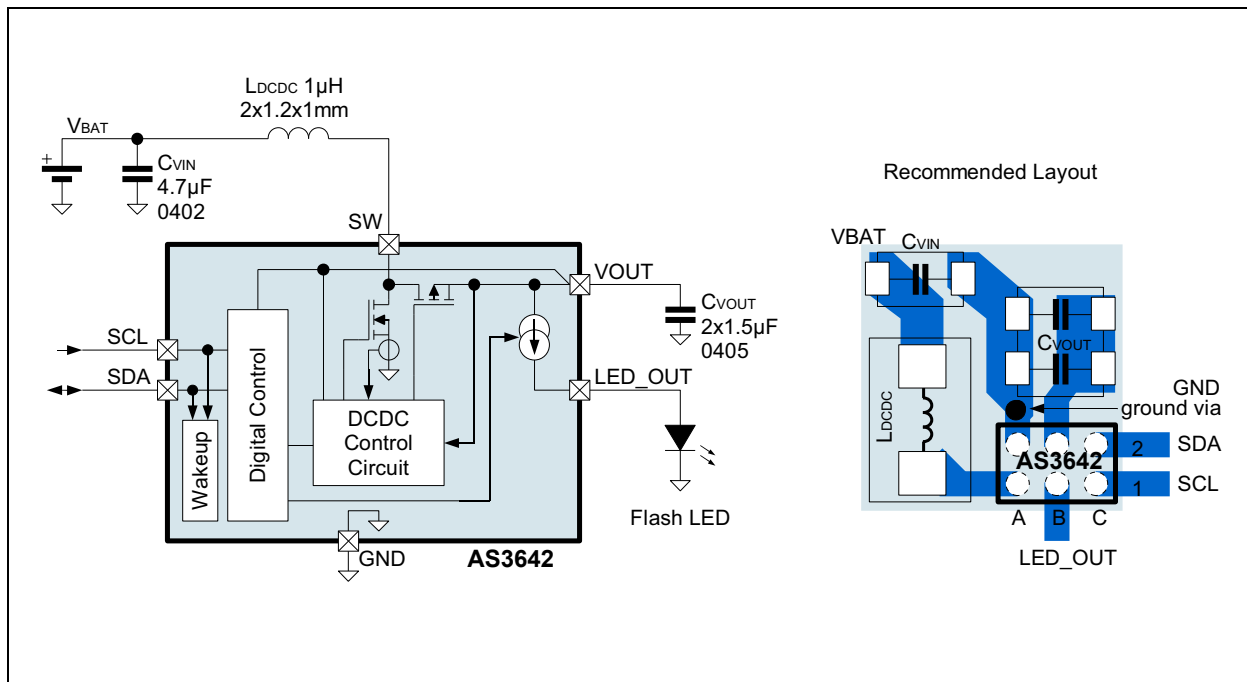 LDCDC 1µH
2x1.2x1mm
VBAT
+
CVIN
4.7µF
0402
SW
VOUT
CVOUT
2x1.5µF
0405
SCL
SDA
LED_OUT
Wakeup
Digital Control
DCDC
Control
Circuit
Flash LED
GND
AS3642
Recommended Layout
VBAT
CVIN
CVOUT
LDCDC
GND
ground via
AS3642
2
SDA
1
SCL
A
B
C
LED_OUT